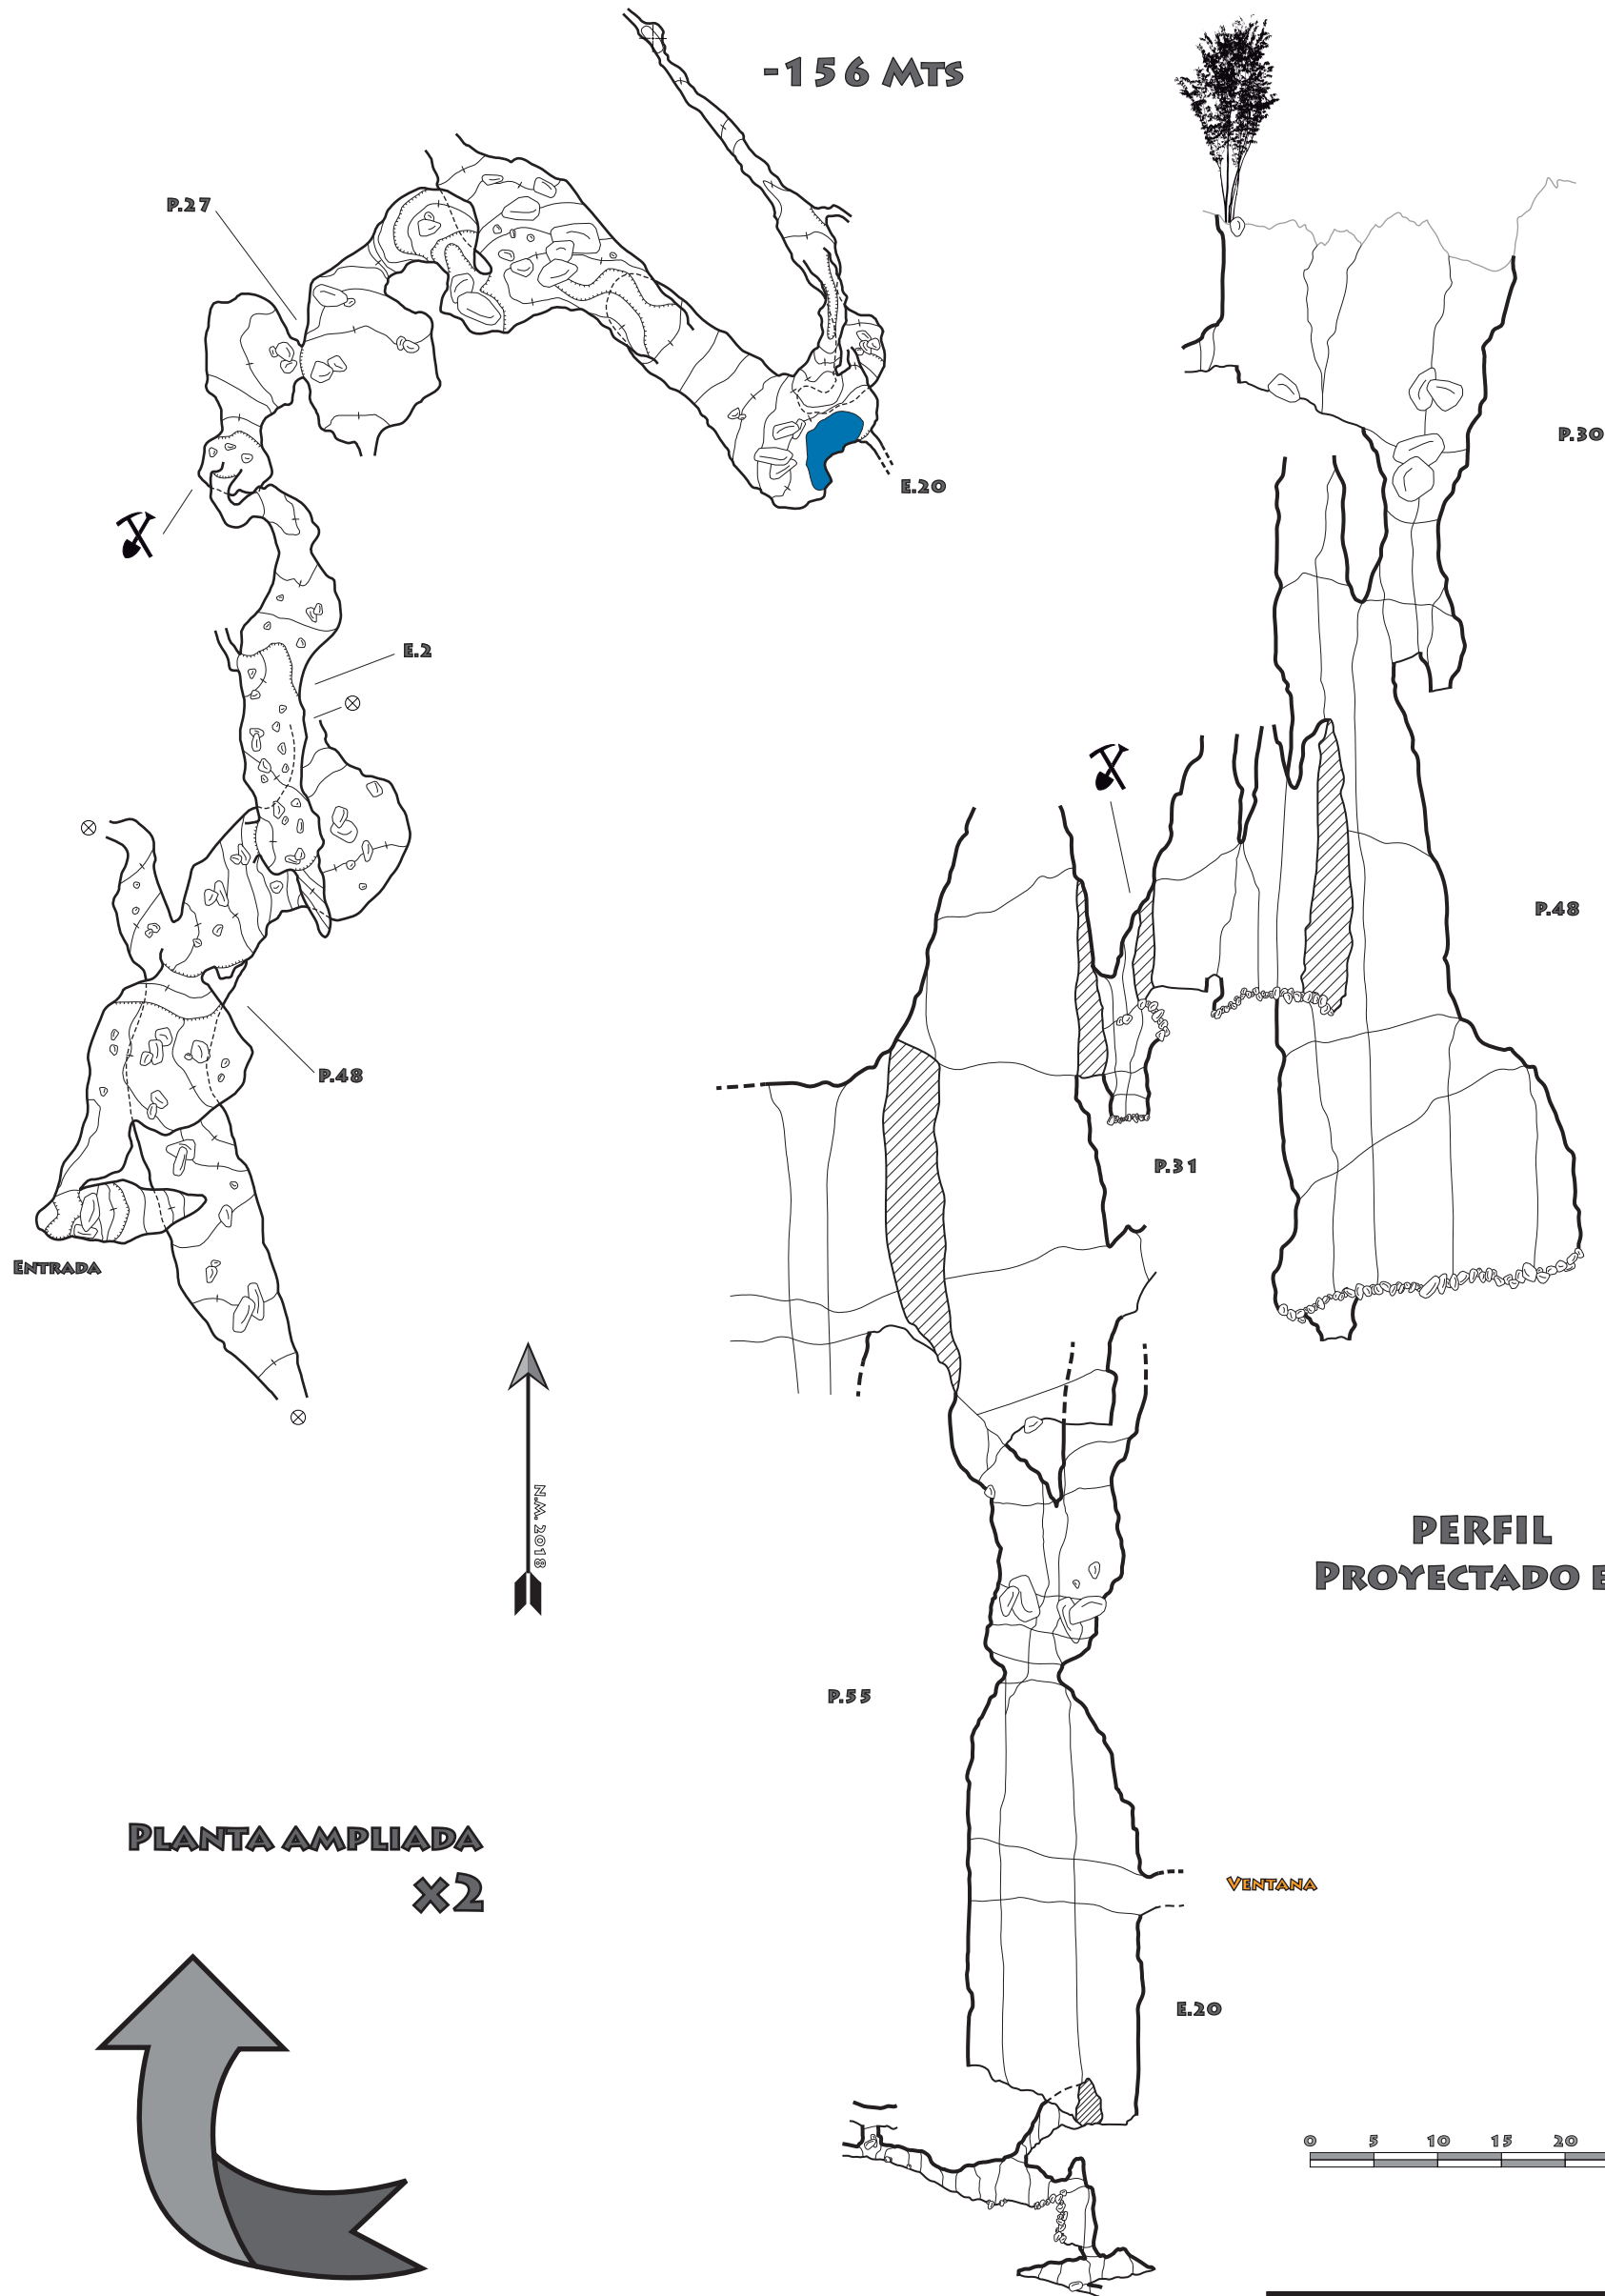 -156 Mts
P.27
P.30
E.20
E.2
P.48
P.48
P.31
Entrada
N.M. 2018
PERFIL
Proyectado E
P.55
Planta ampliada
x2
Ventana
E.20
0 5 10 15 20